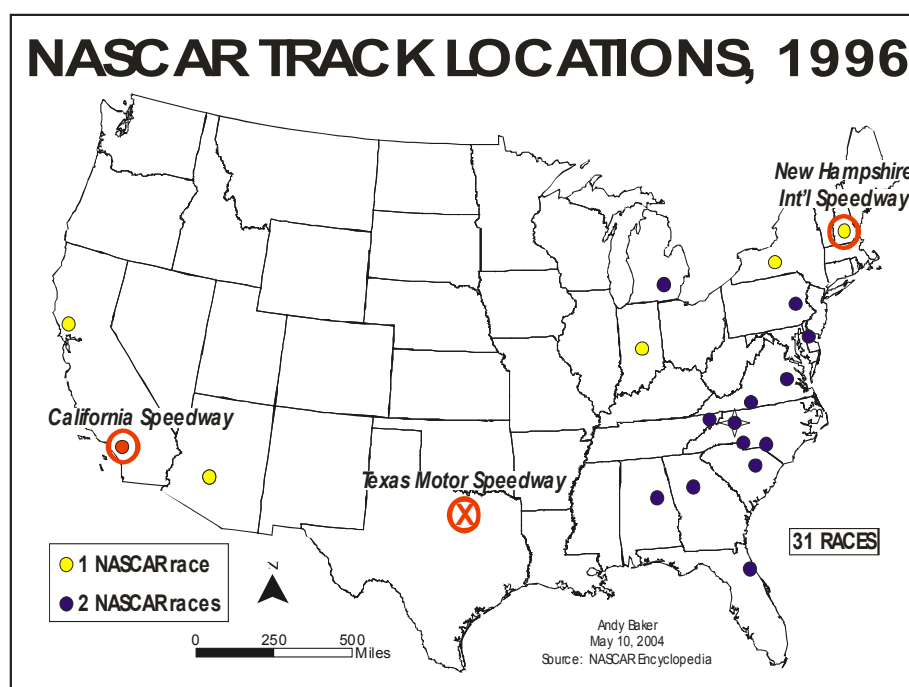 NASCAR TRACK LOCATIONS, 1996
New Hampshire
Int'l Speedway
California Speedway
Texas Motor Speedway
X
31 RACES
1 NASCAR race
2 NASCAR races
Z
0 250 500
Miles
Andy Baker
May 10, 2004
Source: NASCAR Encyclopedia